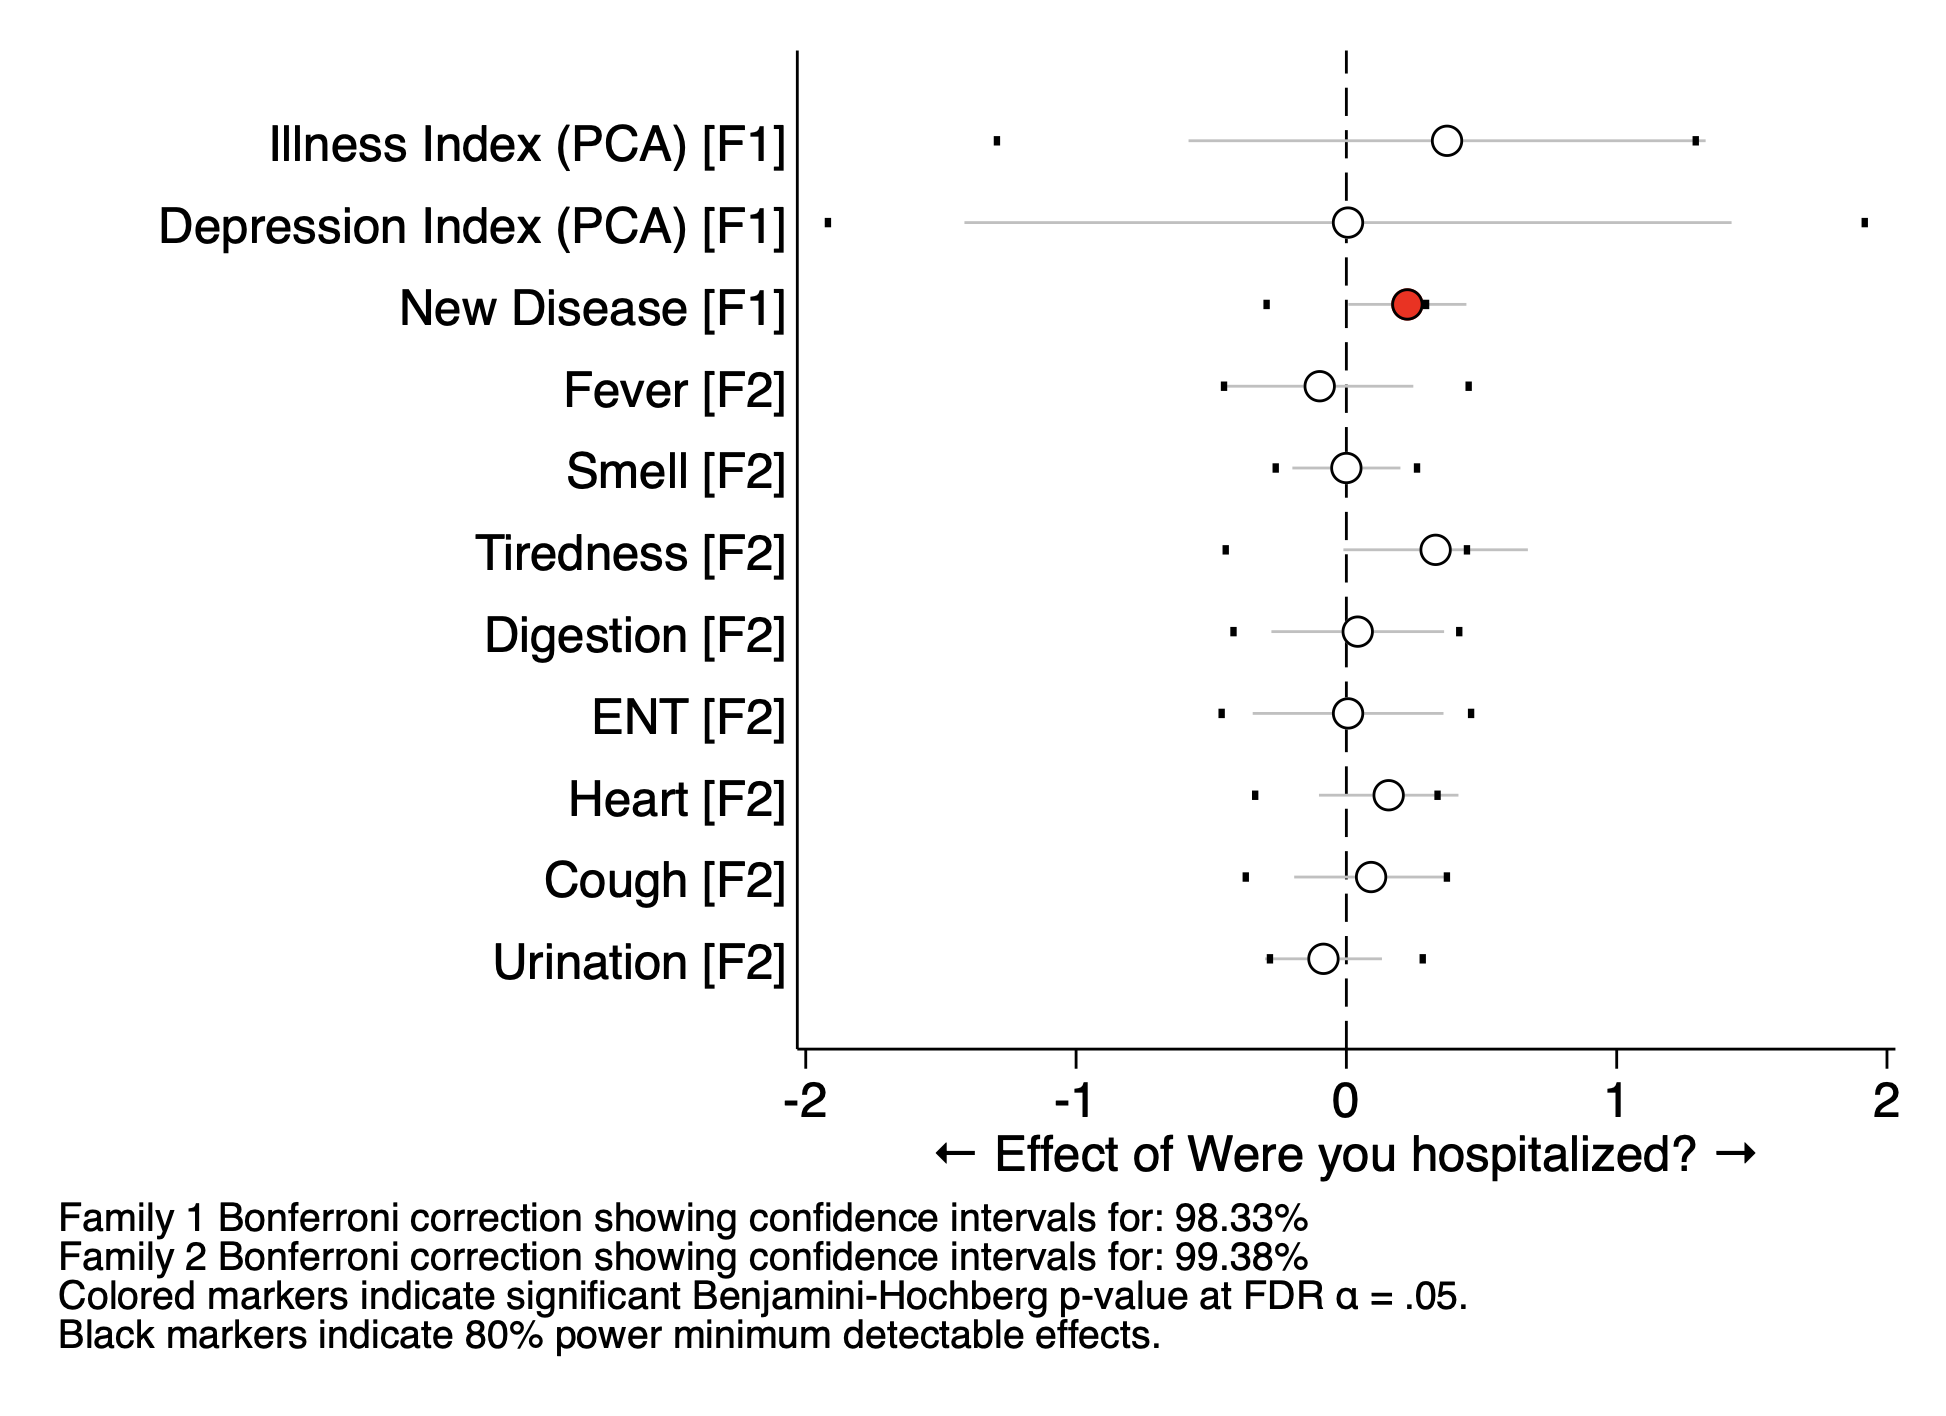 Illness Index (PCA) [F1]
Depression Index (PCA) [F1]
New Disease [F1]
Fever [F2]
Smell [F2]
Tiredness [F2]
Digestion [F2]
ENT [F2]
Heart [F2]
Cough [F2]
Urination [F2]
-2 -1 0 1 2
← Effect of Were you hospitalized? →
Family 1 Bonferroni correction showing confidence intervals for: 98.33%
Family 2 Bonferroni correction showing confidence intervals for: 99.38%
Colored markers indicate significant Benjamini-Hochberg p-value at FDR α = .05.
Black markers indicate 80% power minimum detectable effects.